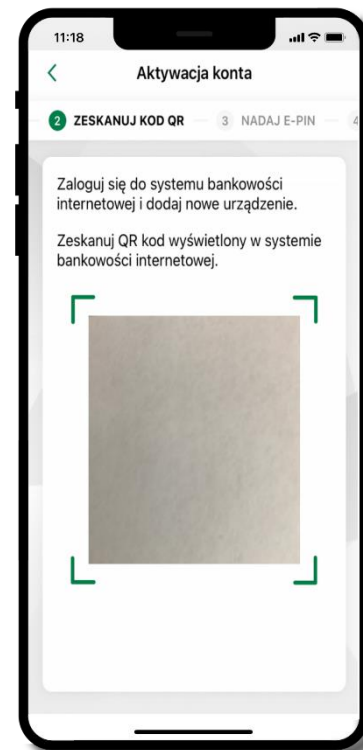 11:18
Aktywacja konta
2 ZESKANUJ KOD QR 3 NADAJ E-PIN 4
Zaloguj się do systemu bankowości
internetowej i dodaj nowe urządzenie.
Zeskanuj QR kod wyświetlony w systemie
bankowości internetowej.